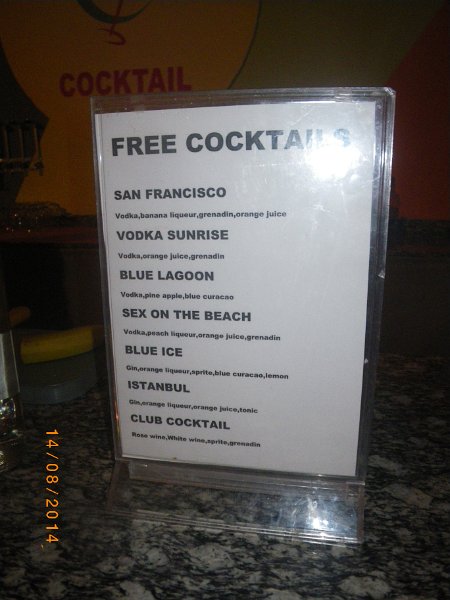 COCKTAIL
FREE COCKTAILS
SAN FRANCISCO
Vodka,banana liqueur,grenadin,orange juice
VODKA SUNRISE
Vodka,orange juice,grenadin
BLUE LAGOON
Vodka,pine apple,blue curacao
SEX ON THE BEACH
Vodka,peach liqueur,orange juice,grenadin
BLUE ICE
Gin,orange liqueur,sprite,blue curacao,lemon
ISTANBUL
Gin,orange liqueur,orange juice,tonic
CLUB COCKTAIL
Rose wine,White wine,sprite,grenadin
14/08/2014